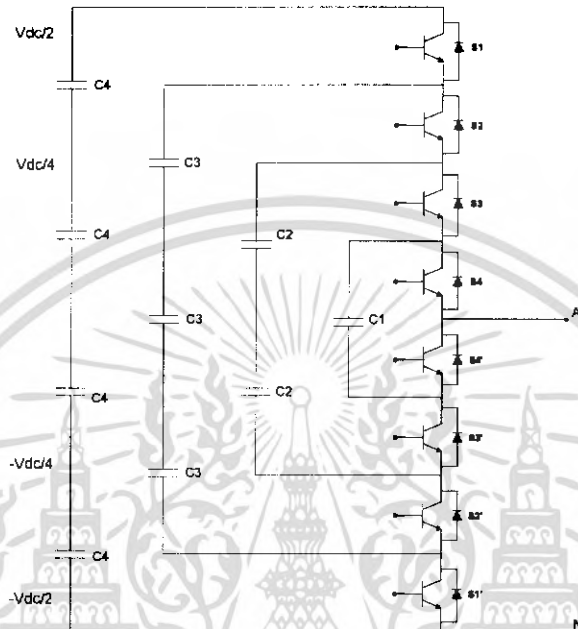 Vdc/2
S1
C4
S2
Vdc/4
C3
S3
C2
C4
S4
A
C3
C1
S4'
C4
C2
S3'
-Vdc/4
C3
S2'
C4
-Vdc/2
S1'
N